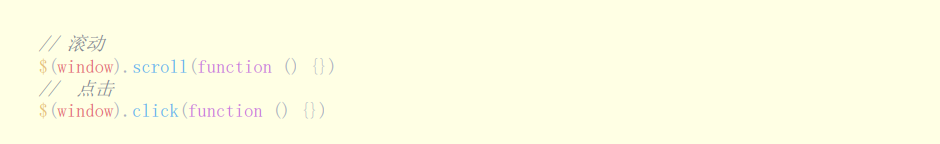 // 滚动
$(window).scroll(function () {})
//  点击
$(window).click(function () {})